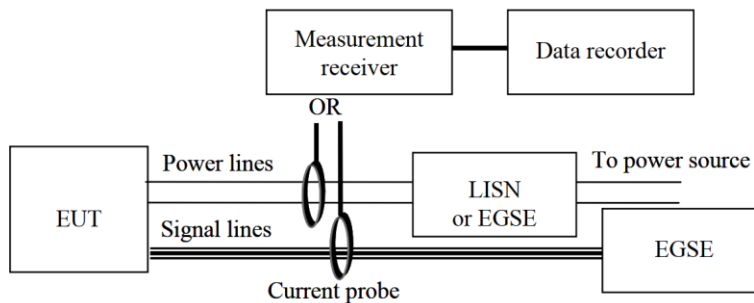 Measurement
receiver
Data recorder
OR
Power lines
To power source
EUT
LISN
or EGSE
Signal lines
EGSE
Current probe